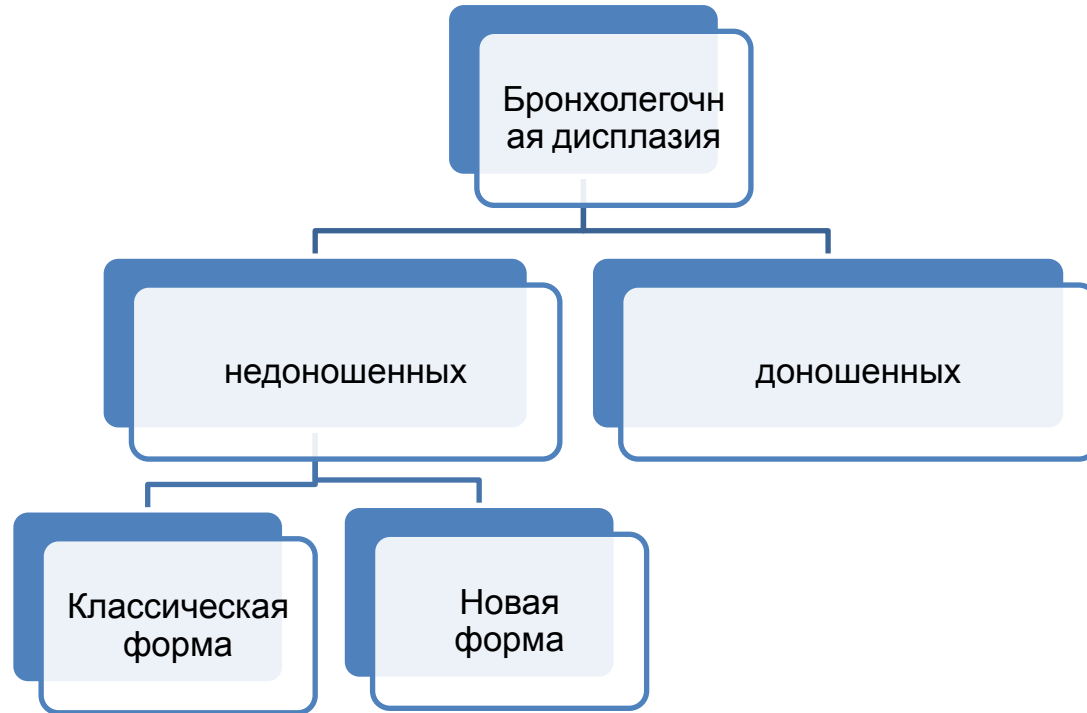 Бронхолегочн
ая дисплазия
недоношенных
доношенных
Классическая
форма
Новая
форма